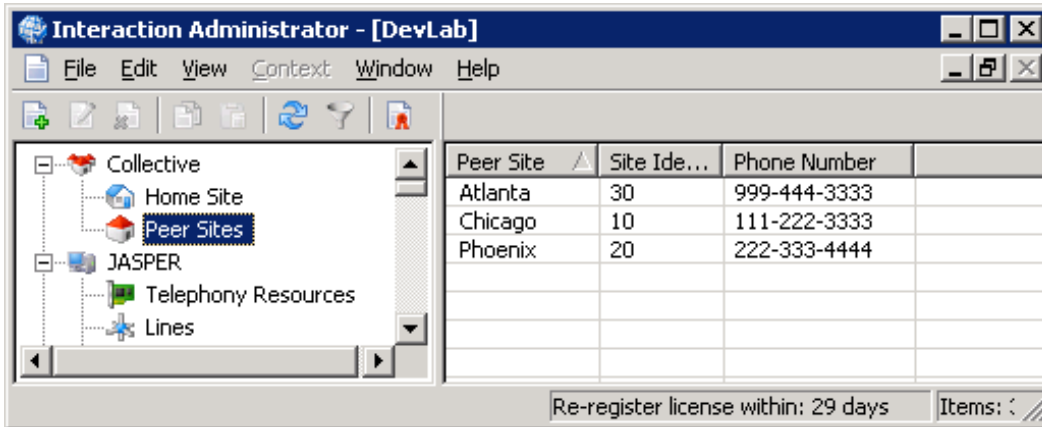 Interaction Administrator - [DevLab]
File Edit View Context Window Help
Collective
Home Site
Peer Sites
JASPER
Telephony Resources
Lines
Peer Site Site Ide... Phone Number
Atlanta 30 999-444-3333
Chicago 10 111-222-3333
Phoenix 20 222-333-4444
Re-register license within: 29 days Items: